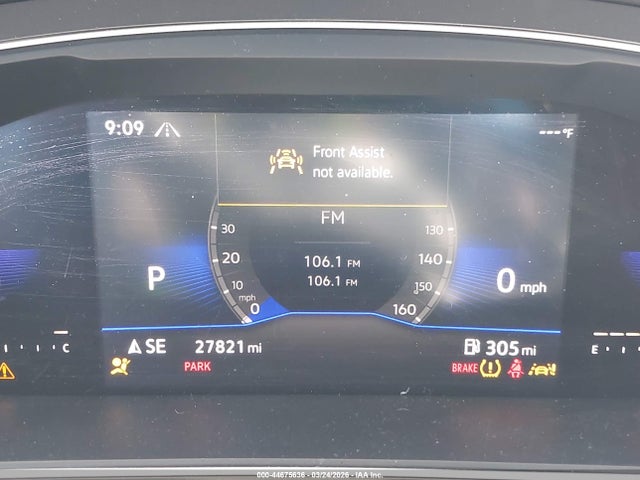 9:09
---°F
Front Assist
not available.
FM
30
130
106.1 FM
20
140
106.1 FM
P
0 mph
10
150
mph
0
160
C
SE
27821 mi
305 mi
E
PARK
BRAKE
000-44675636 - 03/24/2026 - IAA Inc.